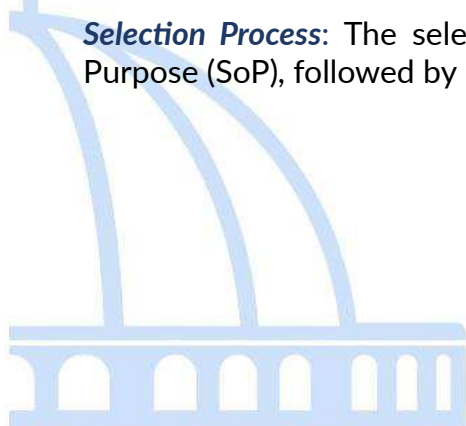 Selection Process: The sele
Purpose (SoP), followed by